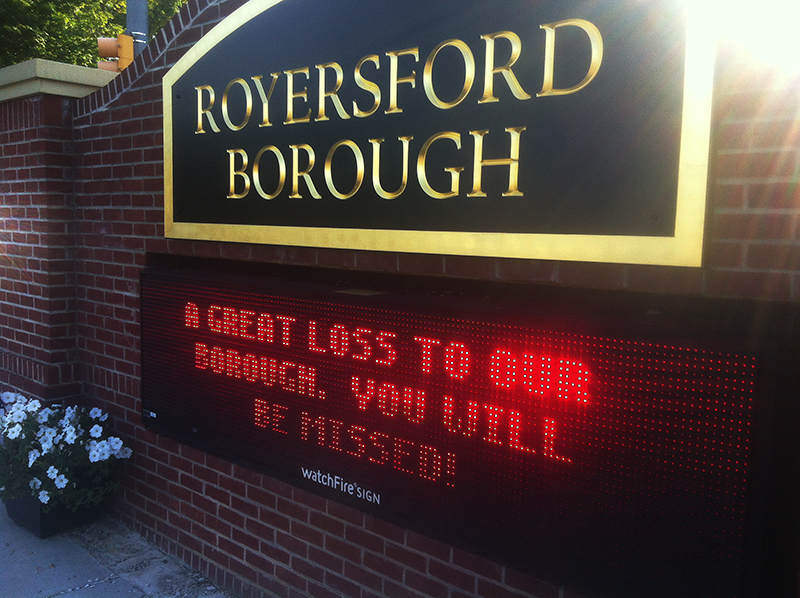 ROYERSFORD
BOROUGH
A GREAT LOSS TO OUR
BOROUGH. YOU WILL
BE MISSED!
watchFire® SIGN